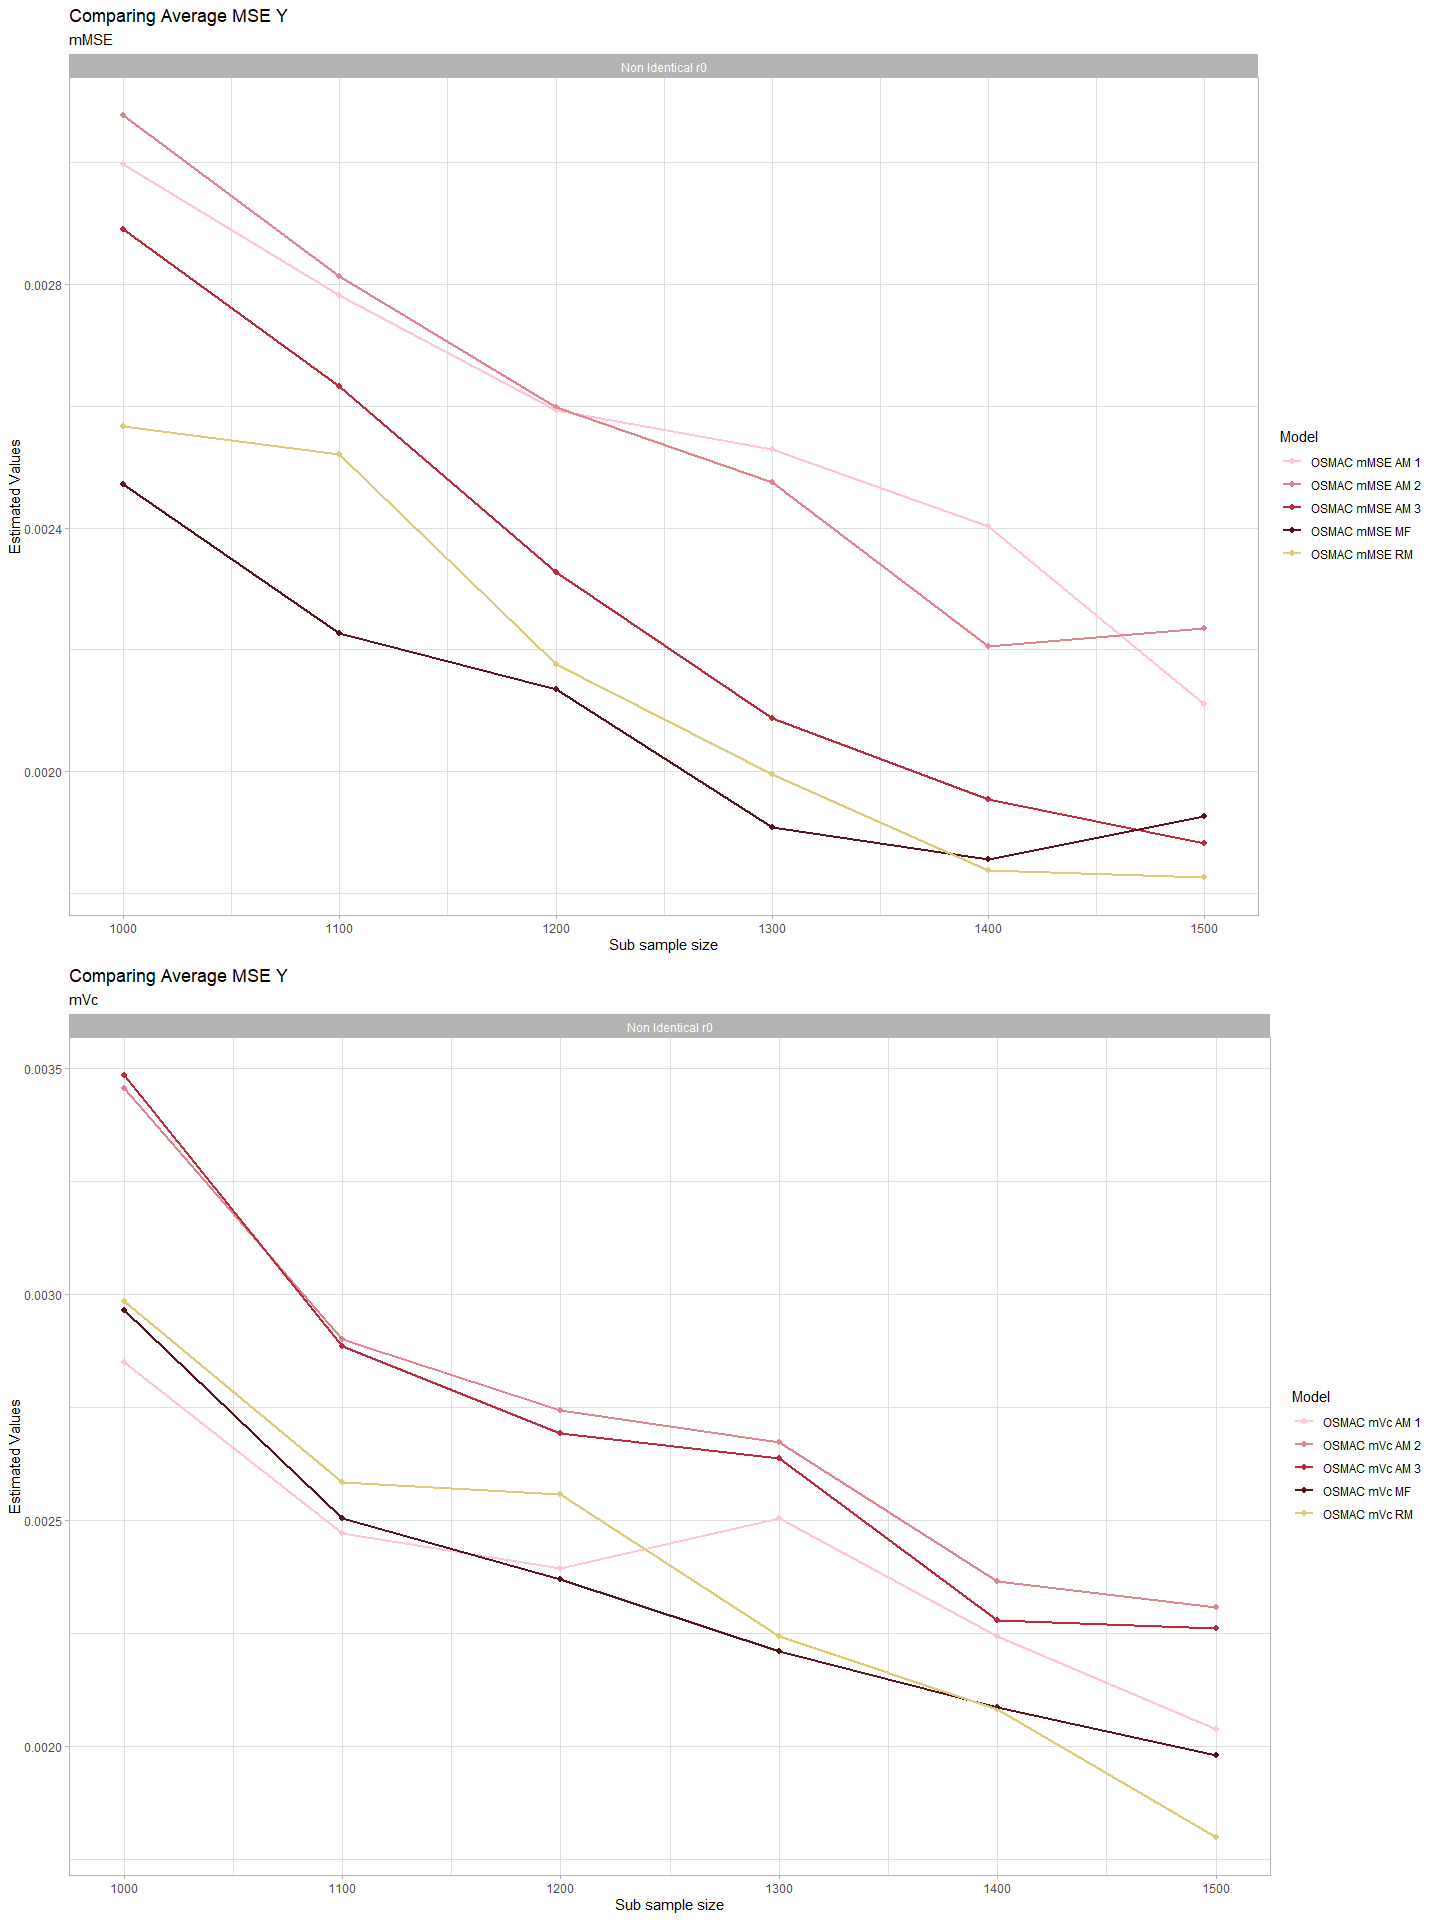 Comparing Average MSE Y
mMSE
Non Identical r0
0.0028
0.0024
0.0020
Estimated Values
1000 1100 1200 1300 1400 1500
Sub sample size
Model
OSMAC mMSE AM 1
OSMAC mMSE AM 2
OSMAC mMSE AM 3
OSMAC mMSE MF
OSMAC mMSE RM
Comparing Average MSE Y
mVc
Non Identical r0
0.0035
0.0030
0.0025
0.0020
Estimated Values
1000 1100 1200 1300 1400 1500
Sub sample size
Model
OSMAC mVc AM 1
OSMAC mVc AM 2
OSMAC mVc AM 3
OSMAC mVc MF
OSMAC mVc RM